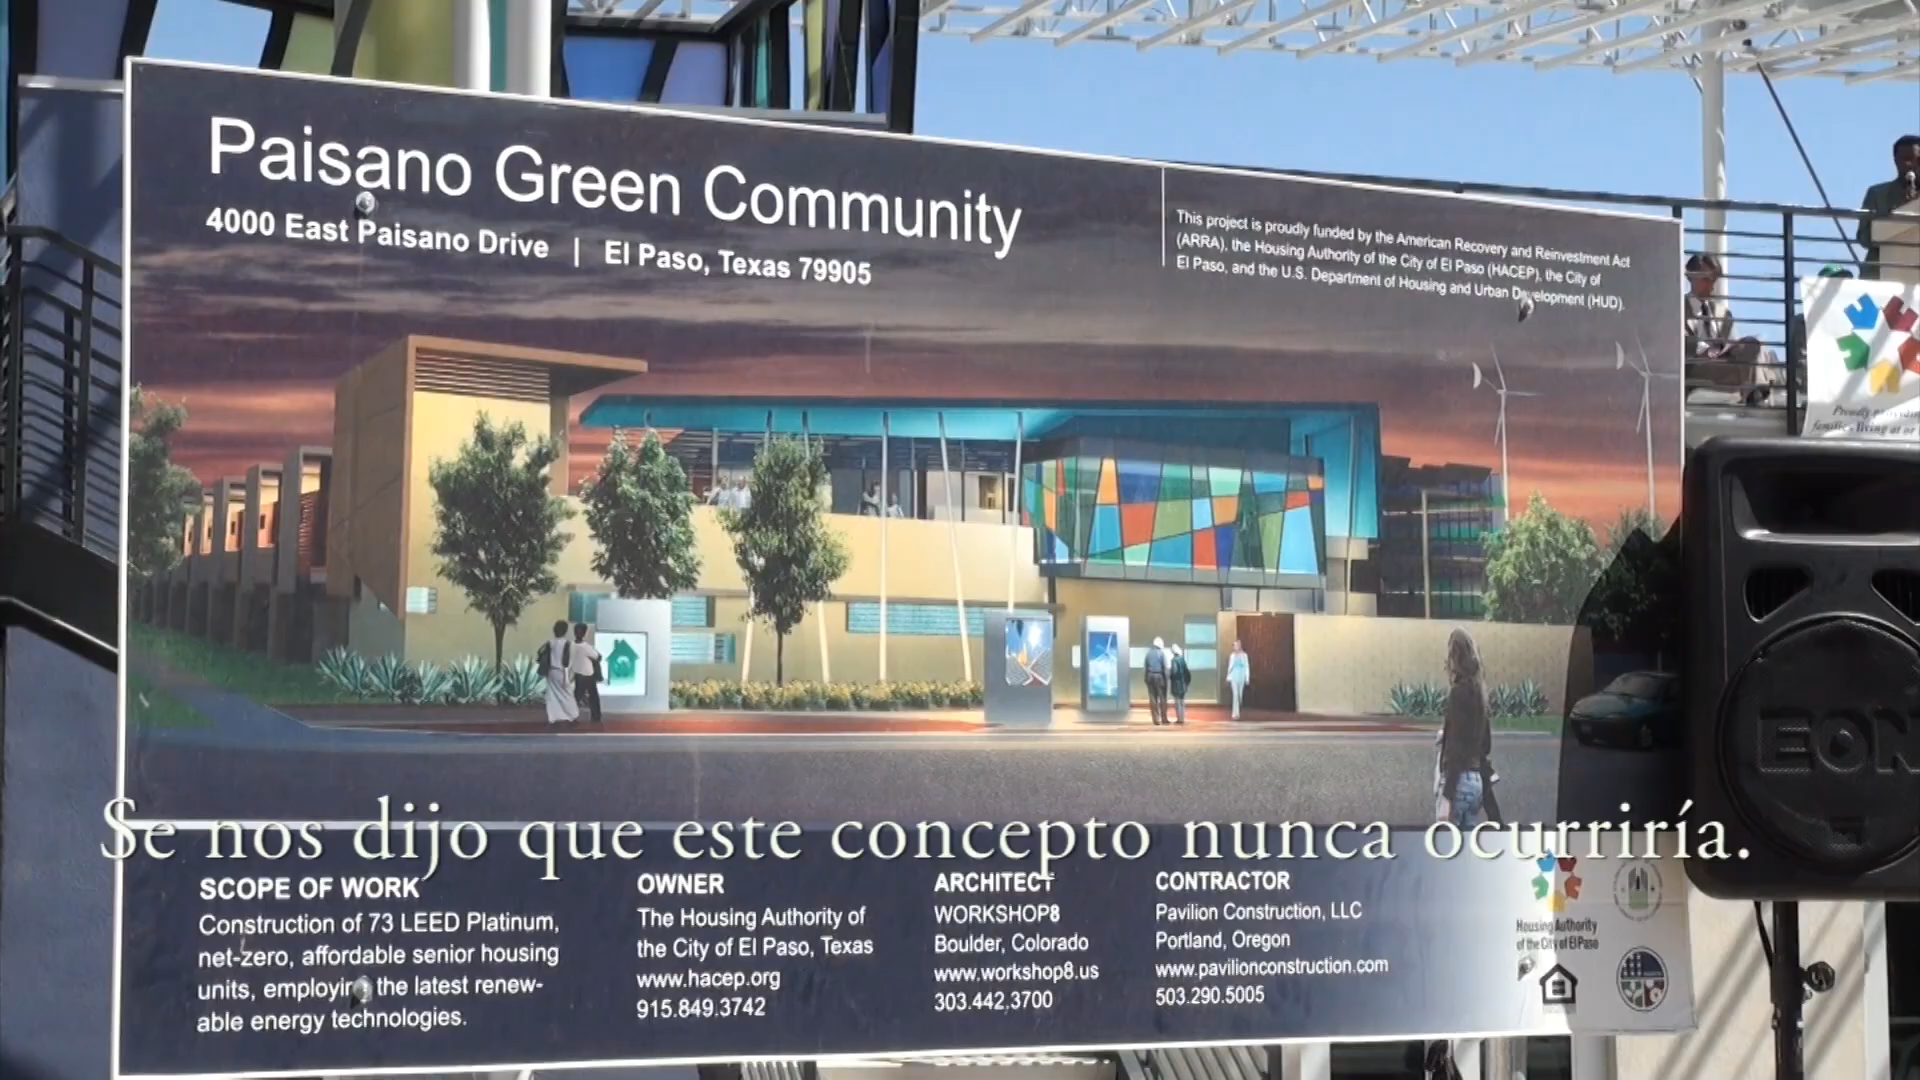 Paisano Green Community
4000 East Paisano Drive | El Paso, Texas 79905
This project is proudly funded by the American Recovery and Reinvestment Act
(ARRA), the Housing Authority of the City of El Paso (HACEP), the City of
El Paso, and the U.S. Department of Housing and Urban Development (HUD).
Proudly providin
families living at or
EON
Se nos dijo que este concepto nunca ocurriría.
SCOPE OF WORK
Construction of 73 LEED Platinum,
net-zero, affordable senior housing
units, employing the latest renew-
able energy technologies.
OWNER
The Housing Authority of
the City of El Paso, Texas
www.hacep.org
915.849.3742
ARCHITECT
WORKSHOP8
Boulder, Colorado
www.workshop8.us
303.442.3700
CONTRACTOR
Pavilion Construction, LLC
Portland, Oregon
www.pavilionconstruction.com
503.290.5005
Housing Authority
of the City of El Paso